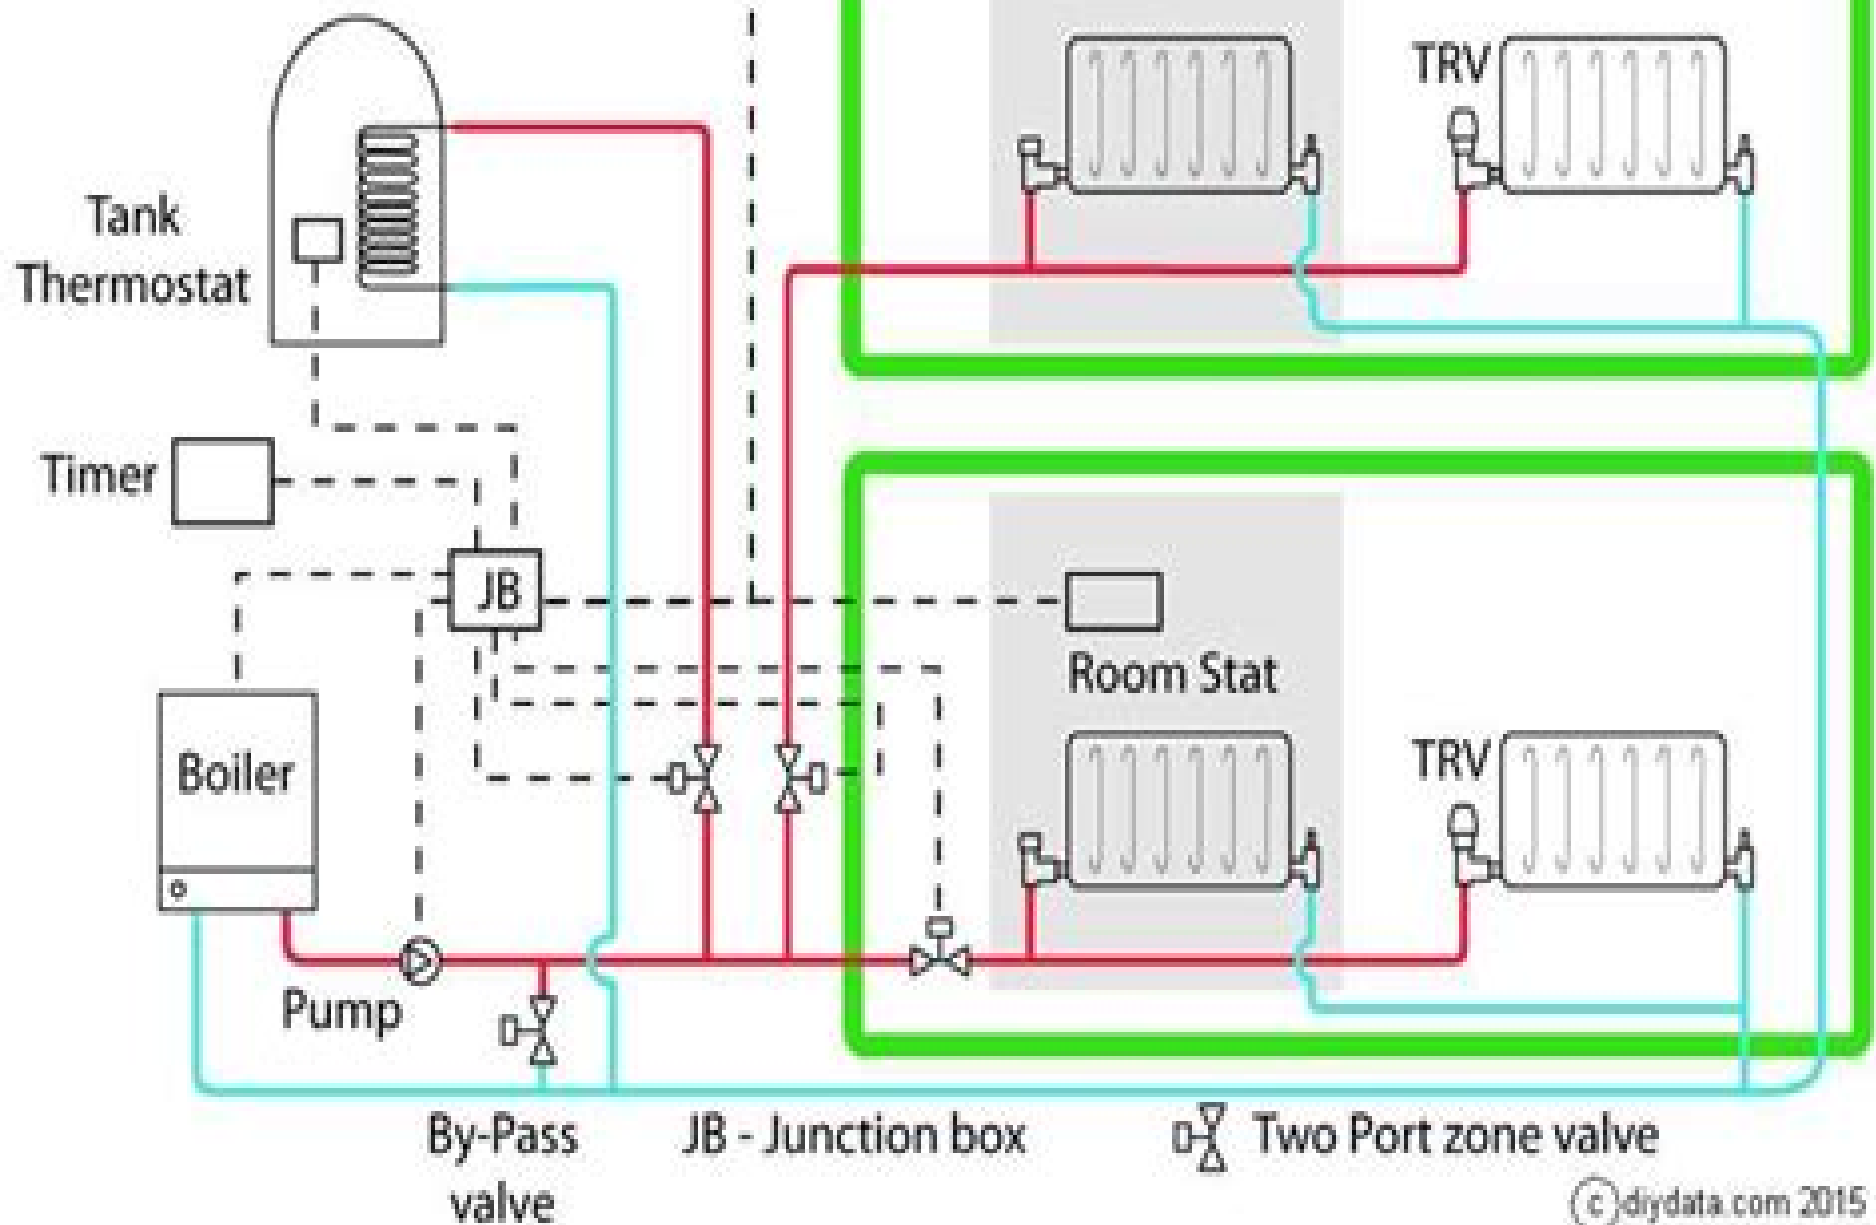 TRV
Tank
Thermostat
Timer
JB
Room Stat
Boiler
TRV
Pump
By-Pass
valve
JB - Junction box
Two Port zone valve
©diydata.com 2015